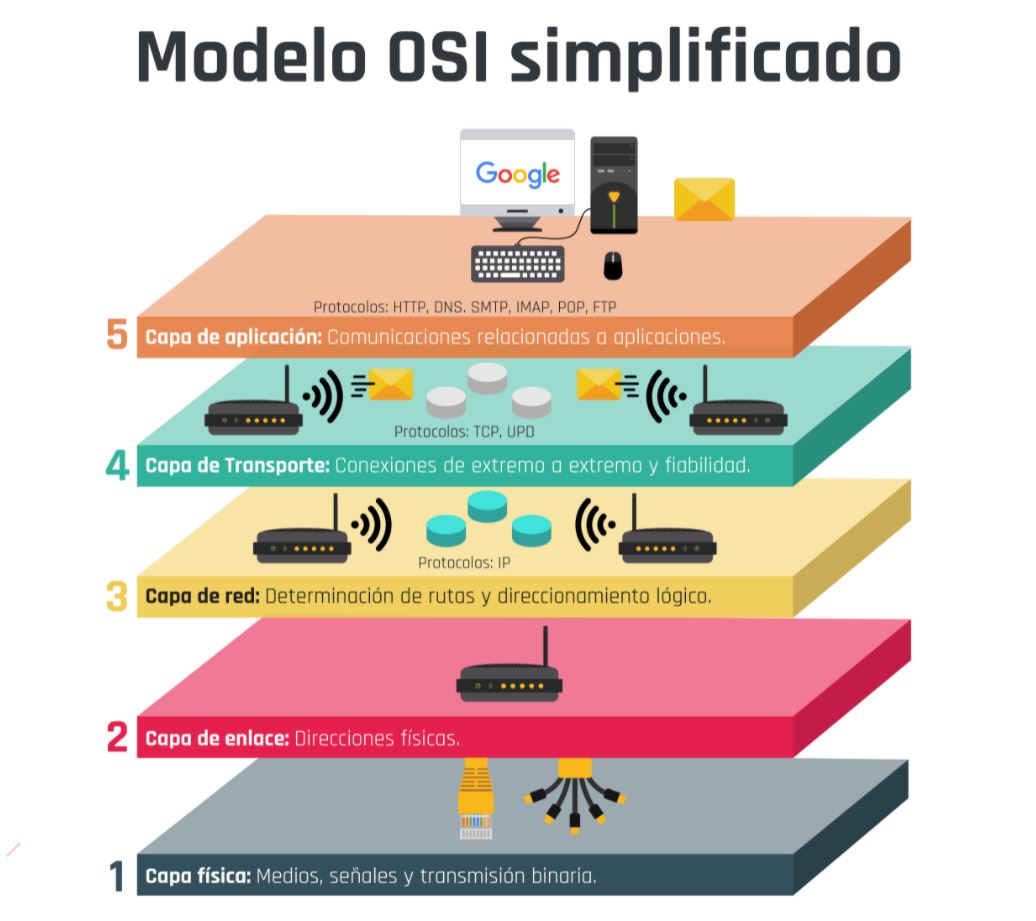 Modelo OSI simplificado
Google
Protocolos: HTTP, DNS. SMTP, IMAP, POP, FTP
5 Capa de aplicación: Comunicaciones relacionadas a aplicaciones.
Protocolos: TCP, UPD
4 Capa de Transporte: Conexiones de extremo a extremo y fiabilidad.
Protocolos: IP
3 Capa de red: Determinación de rutas y direccionamiento lógico.
2 Capa de enlace: Direcciones físicas.
1 Capa física: Medios, señales y transmisión binaria.